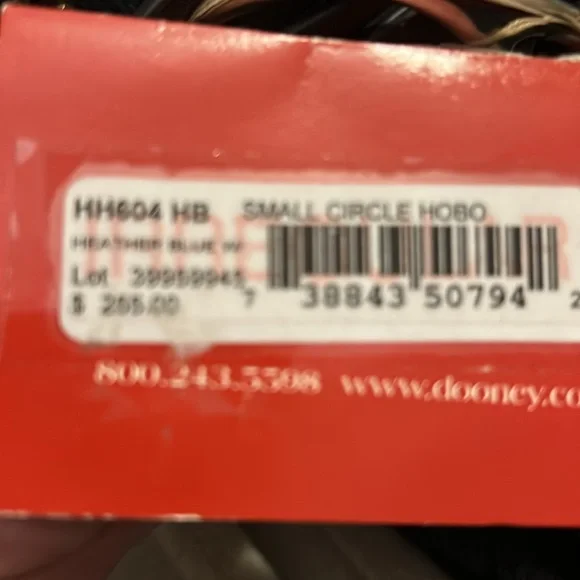 HH604 HB SMALL CIRCLE HOBO
HEATHER BLUE W/
Lot
$ 265.00 7 38843 50794 2
800.243.5598 www.dooney.co